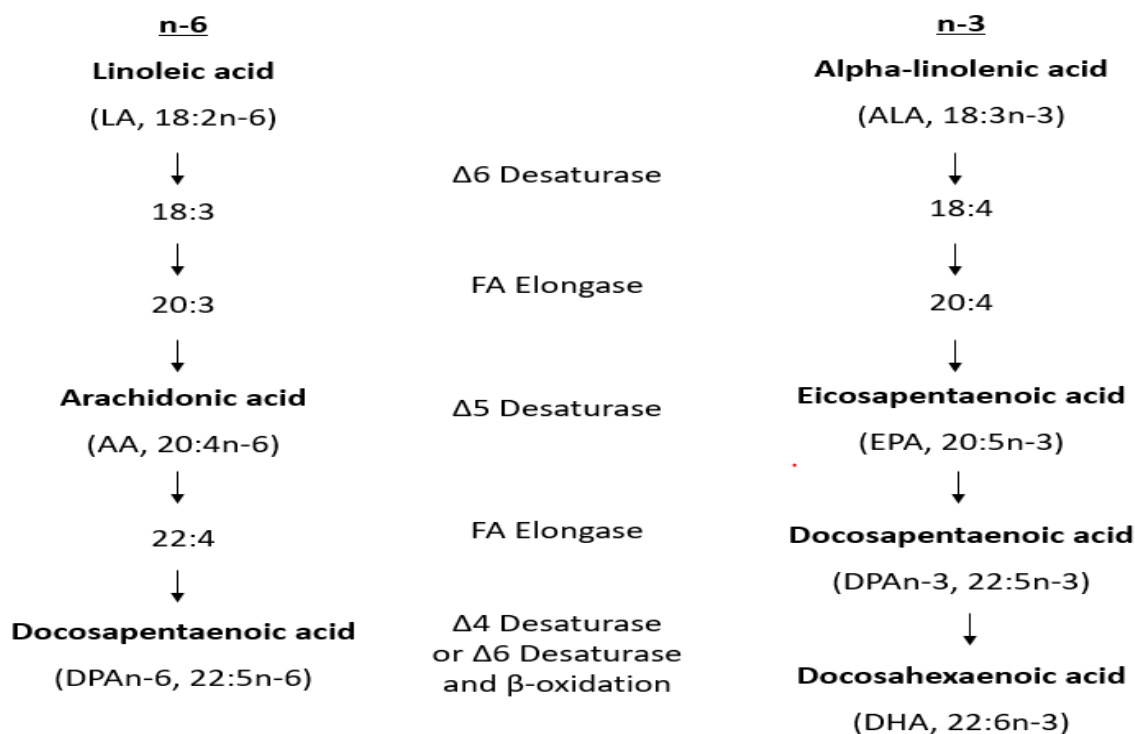 n-6
Linoleic acid
(LA, 18:2n-6)
18:3
20:3
Arachidonic acid
(AA, 20:4n-6)
22:4
Docosapentaenoic acid
(DPAn-6, 22:5n-6)
Δ6 Desaturase
FA Elongase
Δ5 Desaturase
FA Elongase
Δ4 Desaturase
or Δ6 Desaturase
and β-oxidation
n-3
Alpha-linolenic acid
(ALA, 18:3n-3)
18:4
20:4
Eicosapentaenoic acid
(EPA, 20:5n-3)
Docosapentaenoic acid
(DPAn-3, 22:5n-3)
Docosahexaenoic acid
(DHA, 22:6n-3)